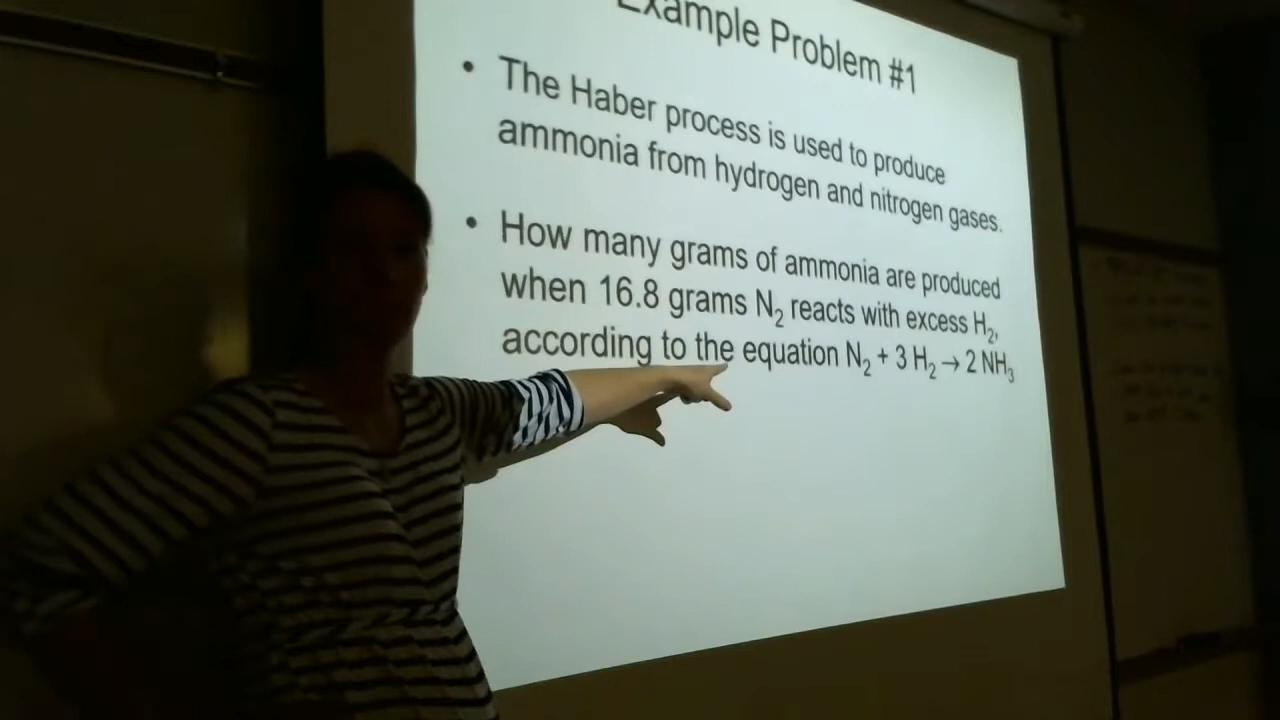 Example Problem #1
• The Haber process is used to produce
ammonia from hydrogen and nitrogen gases.
• How many grams of ammonia are produced
when 16.8 grams N₂ reacts with excess H₂,
according to the equation N₂ + 3 H₂ → 2 NH₃